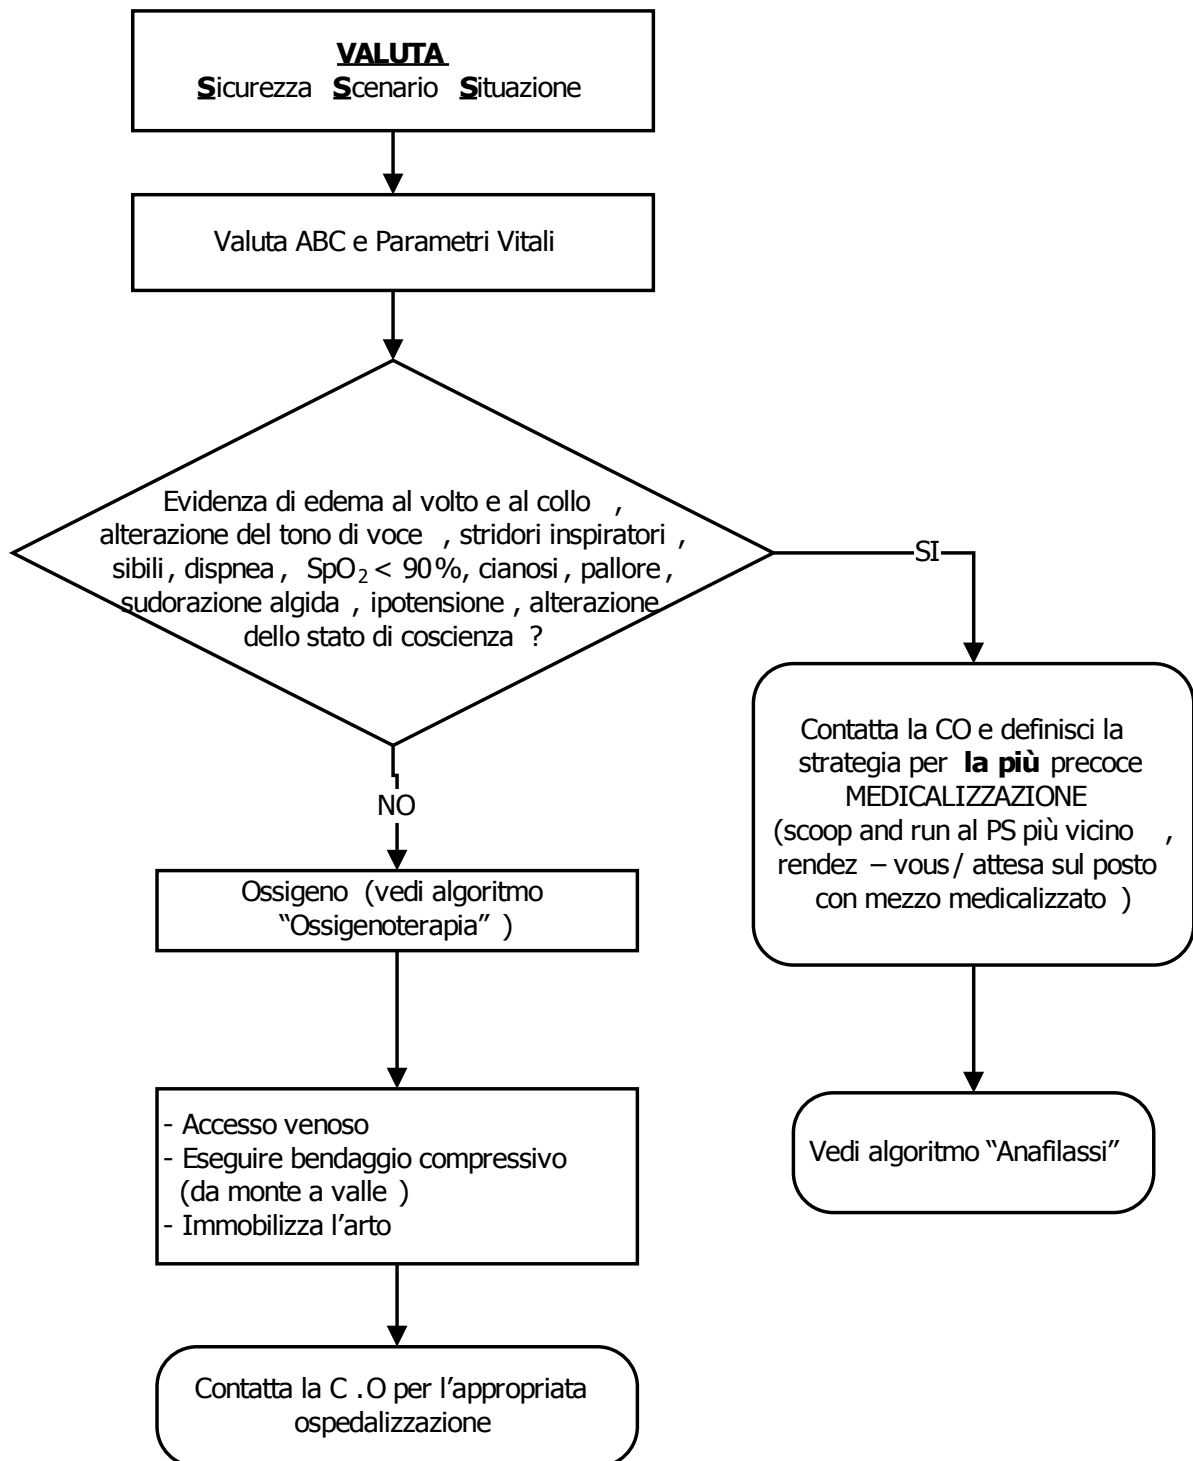 VALUTA
Sicurezza Scenario Situazione
Valuta ABC e Parametri Vitali
Evidenza di edema al volto e al collo ,
alterazione del tono di voce , stridori inspiratori ,
sibili , dispnea , SpO₂ < 90%, cianosi , pallore ,
sudorazione algida , ipotensione , alterazione
dello stato di coscienza ?
SI
NO
Contatta la CO e definisci la
strategia per la più precoce
MEDICALIZZAZIONE
(scoop and run al PS più vicino ,
rendez – vous / attesa sul posto
con mezzo medicalizzato )
Ossigeno (vedi algoritmo
“Ossigenoterapia” )
- Accesso venoso
- Eseguire bendaggio compressivo
(da monte a valle )
- Immobilizza l’arto
Vedi algoritmo “Anafilassi”
Contatta la C .O per l’appropriata
ospedalizzazione